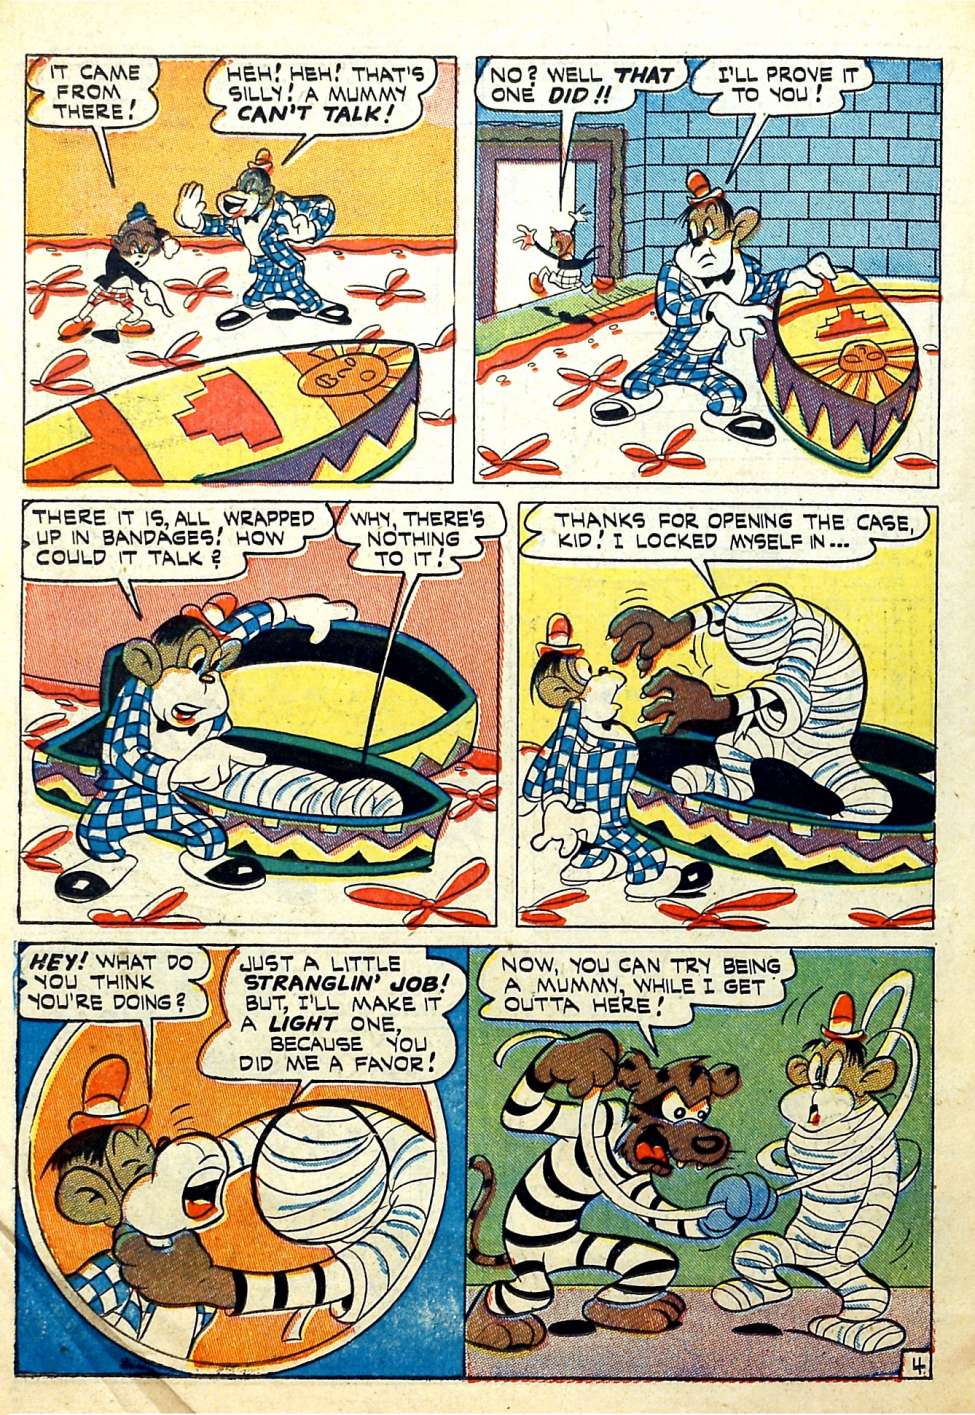 IT CAME
FROM
THERE!
HEH! HEH! THAT'S
SILLY! A MUMMY
CAN'T TALK!
NO? WELL THAT
ONE DID!!
I'LL PROVE IT
TO YOU!
THERE IT IS, ALL WRAPPED
UP IN BANDAGES! HOW
COULD IT TALK?
WHY, THERE'S
NOTHING
TO IT!
THANKS FOR OPENING THE CASE,
KID! I LOCKED MYSELF IN...
HEY! WHAT DO
YOU THINK
YOU'RE DOING?
JUST A LITTLE
STRANGLIN' JOB!
BUT, I'LL MAKE IT
A LIGHT ONE,
BECAUSE YOU
DID ME A FAVOR!
NOW, YOU CAN TRY BEING
A MUMMY, WHILE I GET
OUTTA HERE!
4